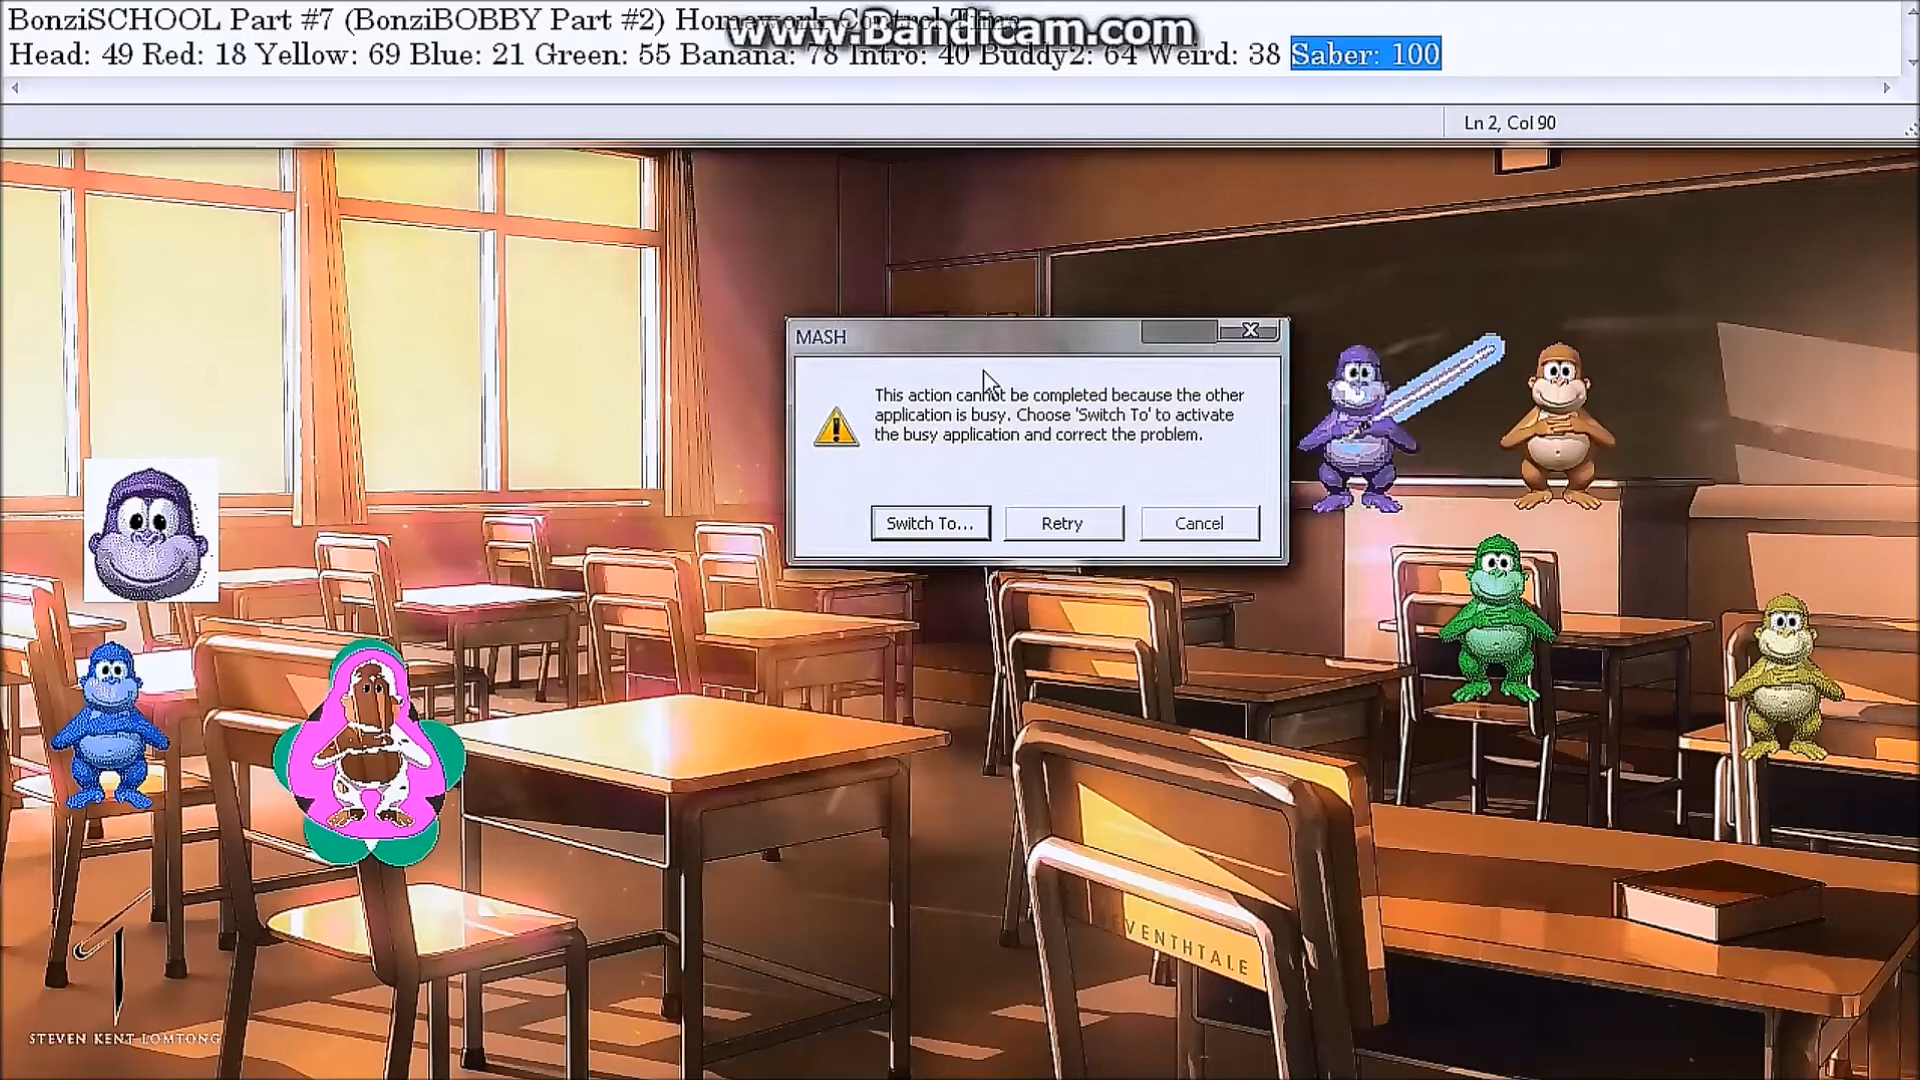 BonziSCHOOL Part #7 (BonziBOBBY Part #2) Homework Control Time
www.Bandicam.com
Head: 49 Red: 18 Yellow: 69 Blue: 21 Green: 55 Banana: 78 Intro: 40 Buddy2: 64 Weird: 38 Saber: 100
Ln 2, Col 90
MASH
This action cannot be completed because the other
application is busy. Choose 'Switch To' to activate
the busy application and correct the problem.
Switch To... Retry Cancel
EVENTHTALE
STEVEN KENT LOMTONG